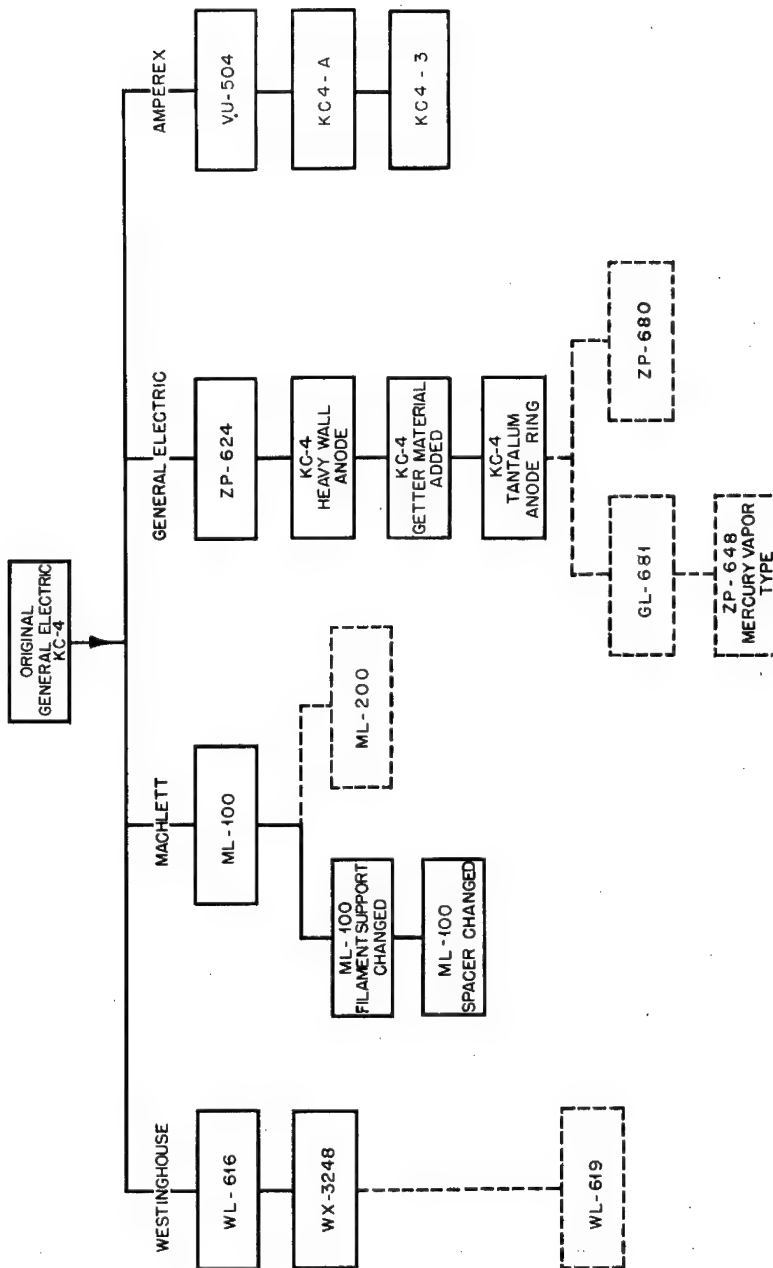 ORIGINAL
GENERAL ELECTRIC
KC-4
WESTINGHOUSE
WL-616
WX-3248
WL-619
MACHLETT
ML-100
ML-100
FILAMENT SUPPORT
CHANGED
ML-100
SPACER CHANGED
ML-200
GENERAL ELECTRIC
ZP-624
KC-4
HEAVY WALL
ANODE
KC-4
GETTER MATERIAL
ADDED
KC-4
TANTALUM
ANODE RING
GL-681
ZP-648
MERCURY VAPOR
TYPE
ZP-680
AMPEREX
VU-504
KC4-A
KC4-3